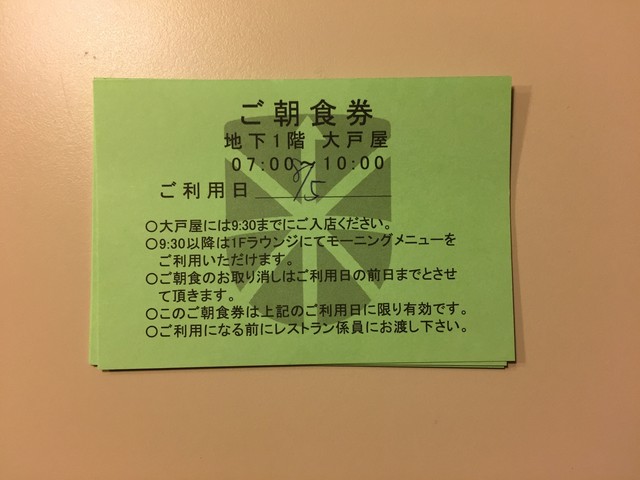 ご朝食券
地下1階 大戸屋
07:00～10:00
ご利用日 8/5
○大戸屋には9:30までにご入店ください。
○9:30以降は1Fラウンジにてモーニングメニューを
ご利用いただけます。
○ご朝食のお取り消しはご利用日の前日までとさせ
て頂きます。
○このご朝食券は上記のご利用日に限り有効です。
○ご利用になる前にレストラン係員にお渡し下さい。